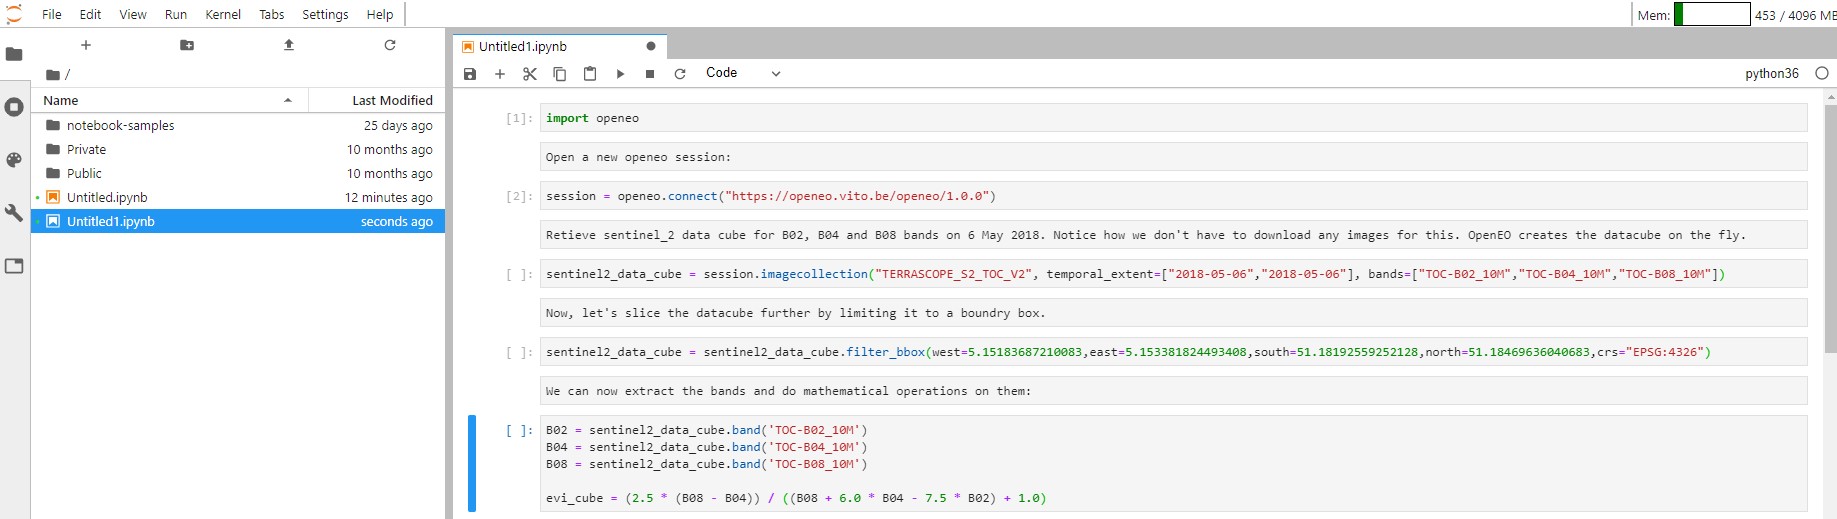 File Edit View Run Kernel Tabs Settings Help
Mem: 453 / 4096 MB
/
Name Last Modified
notebook-samples 25 days ago
Private 10 months ago
Public 10 months ago
Untitled.ipynb 12 minutes ago
Untitled1.ipynb seconds ago
Untitled1.ipynb
Code
python36
[1]: import openeo
Open a new openeo session:
[2]: session = openeo.connect("https://openeo.vito.be/openeo/1.0.0")
Retieve sentinel_2 data cube for B02, B04 and B08 bands on 6 May 2018. Notice how we don't have to download any images for this. OpenEO creates the datacube on the fly.
[ ]: sentinel2_data_cube = session.imagecollection("TERRASCOPE_S2_TOC_V2", temporal_extent=["2018-05-06","2018-05-06"], bands=["TOC-B02_10M","TOC-B04_10M","TOC-B08_10M"])
Now, let's slice the datacube further by limiting it to a boundry box.
[ ]: sentinel2_data_cube = sentinel2_data_cube.filter_bbox(west=5.15183687210083,east=5.153381824493408,south=51.18192559252128,north=51.18469636040683,crs="EPSG:4326")
We can now extract the bands and do mathematical operations on them:
[ ]: B02 = sentinel2_data_cube.band('TOC-B02_10M')
B04 = sentinel2_data_cube.band('TOC-B04_10M')
B08 = sentinel2_data_cube.band('TOC-B08_10M')
evi_cube = (2.5 * (B08 - B04)) / ((B08 + 6.0 * B04 - 7.5 * B02) + 1.0)